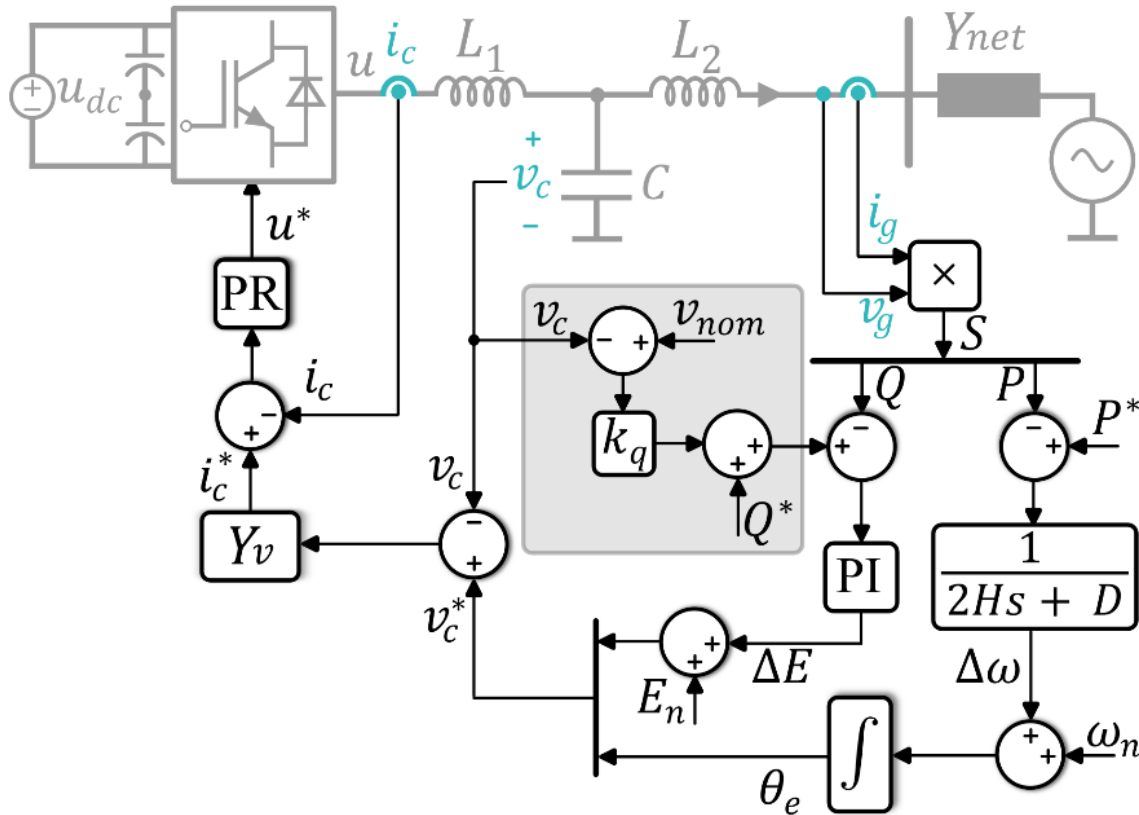 i_c
L_1
L_2
Y_net
u
u_dc
+
v_c
−
C
i_g
u*
×
PR
v_g
S
v_c
−
+
v_nom
Q
P
i_c
−
+
k_q
+
+
+
−
−
+
P*
i_c*
v_c
Q*
Y_v
−
+
PI
1
2Hs + D
v_c*
+
+
ΔE
E_n
Δω
+
+
ω_n
∫
θ_e